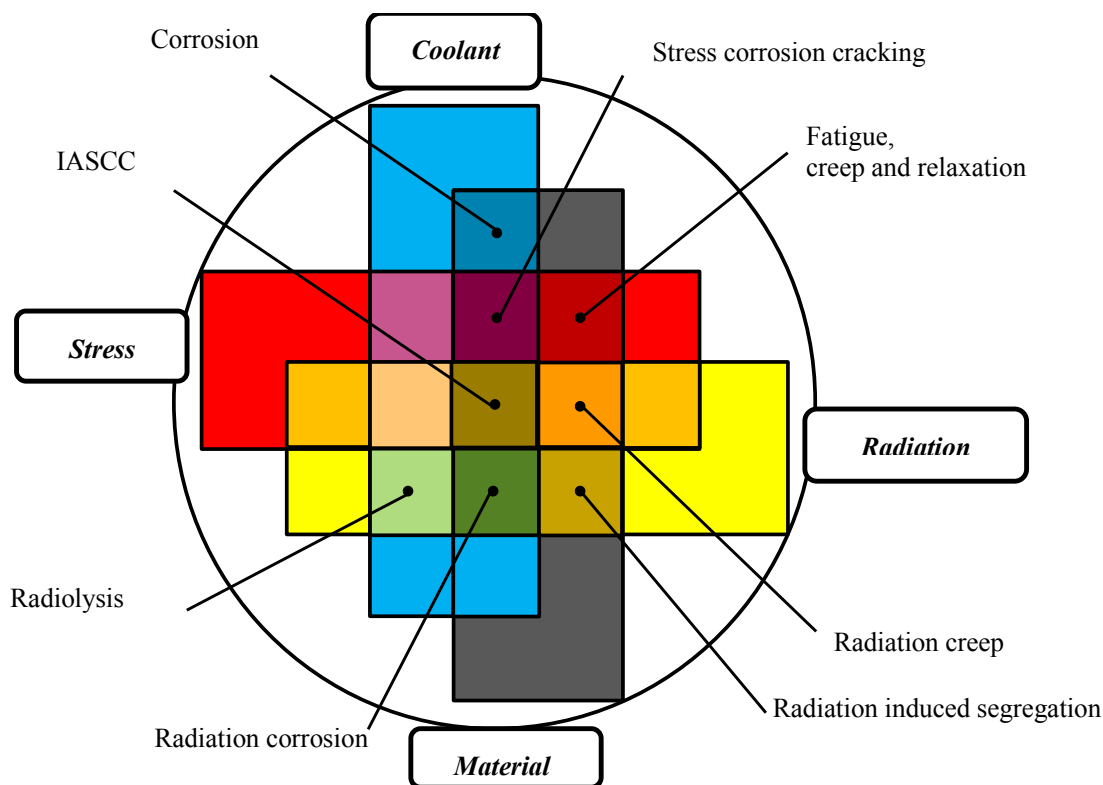 Corrosion
Coolant
Stress corrosion cracking
IASCC
Fatigue,
creep and relaxation
Stress
Radiation
Radiolysis
Radiation creep
Radiation induced segregation
Radiation corrosion
Material